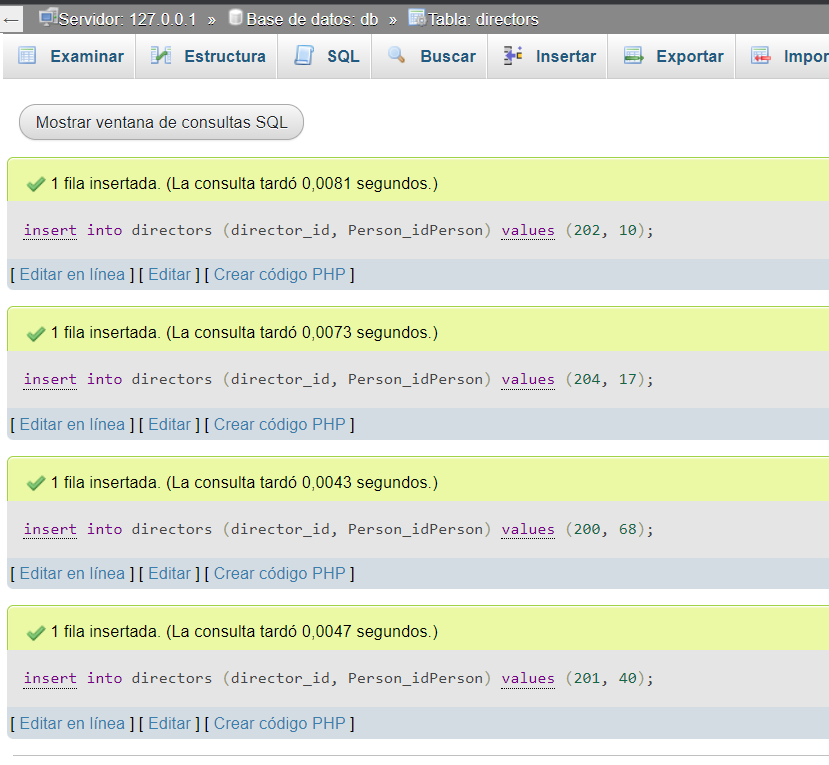 ← Servidor: 127.0.0.1 » Base de datos: db » Tabla: directors
Examinar Estructura SQL Buscar Insertar Exportar Impor
Mostrar ventana de consultas SQL
1 fila insertada. (La consulta tardó 0,0081 segundos.)
insert into directors (director_id, Person_idPerson) values (202, 10);
[ Editar en línea ] [ Editar ] [ Crear código PHP ]
1 fila insertada. (La consulta tardó 0,0073 segundos.)
insert into directors (director_id, Person_idPerson) values (204, 17);
[ Editar en línea ] [ Editar ] [ Crear código PHP ]
1 fila insertada. (La consulta tardó 0,0043 segundos.)
insert into directors (director_id, Person_idPerson) values (200, 68);
[ Editar en línea ] [ Editar ] [ Crear código PHP ]
1 fila insertada. (La consulta tardó 0,0047 segundos.)
insert into directors (director_id, Person_idPerson) values (201, 40);
[ Editar en línea ] [ Editar ] [ Crear código PHP ]